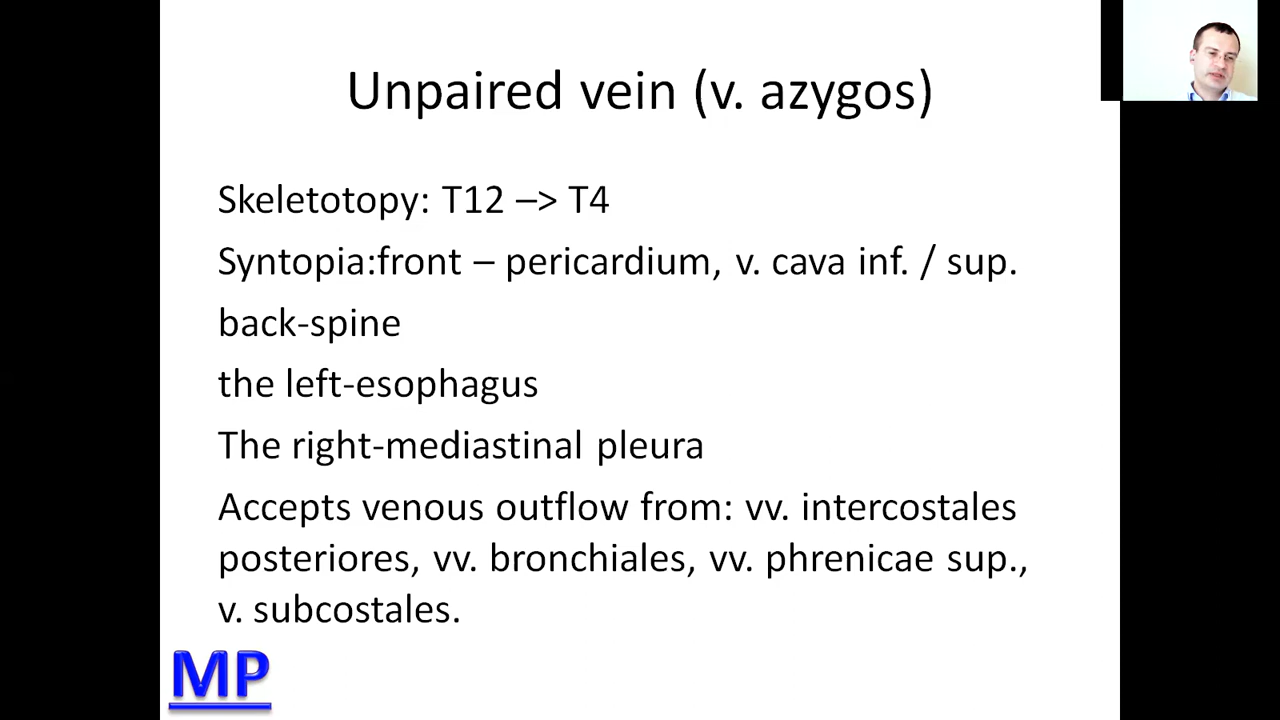 Unpaired vein (v. azygos)
Skeletotopy: T12 –> T4
Syntopia:front – pericardium, v. cava inf. / sup.
back-spine
the left-esophagus
The right-mediastinal pleura
Accepts venous outflow from: vv. intercostales
posteriores, vv. bronchiales, vv. phrenicae sup.,
v. subcostales.
MP